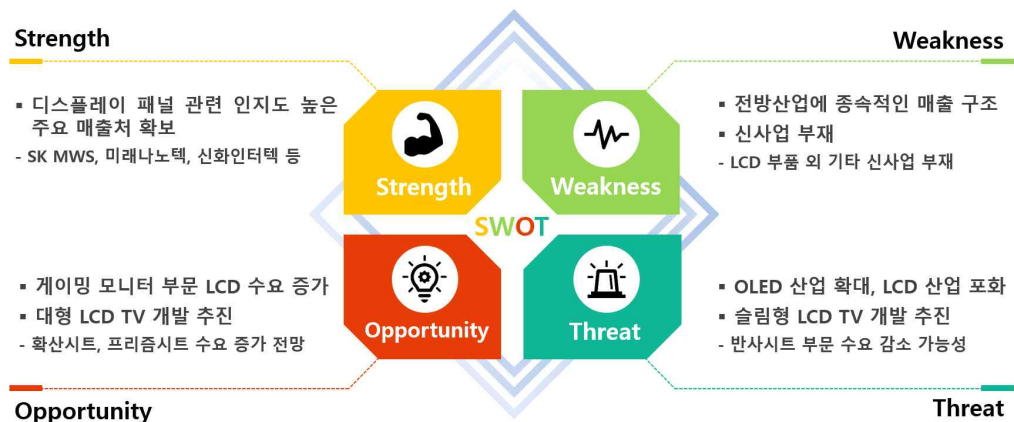 Strength
Weakness
▪ 디스플레이 패널 관련 인지도 높은
주요 매출처 확보
- SK MWS, 미래나노텍, 신화인터텍 등
▪ 전방산업에 종속적인 매출 구조
▪ 신사업 부재
- LCD 부품 외 기타 신사업 부재
Strength
Weakness
SWOT
▪ 게이밍 모니터 부문 LCD 수요 증가
▪ 대형 LCD TV 개발 추진
- 확산시트, 프리즘시트 수요 증가 전망
Opportunity
Threat
▪ OLED 산업 확대, LCD 산업 포화
▪ 슬림형 LCD TV 개발 추진
- 반사시트 부문 수요 감소 가능성
Opportunity
Threat